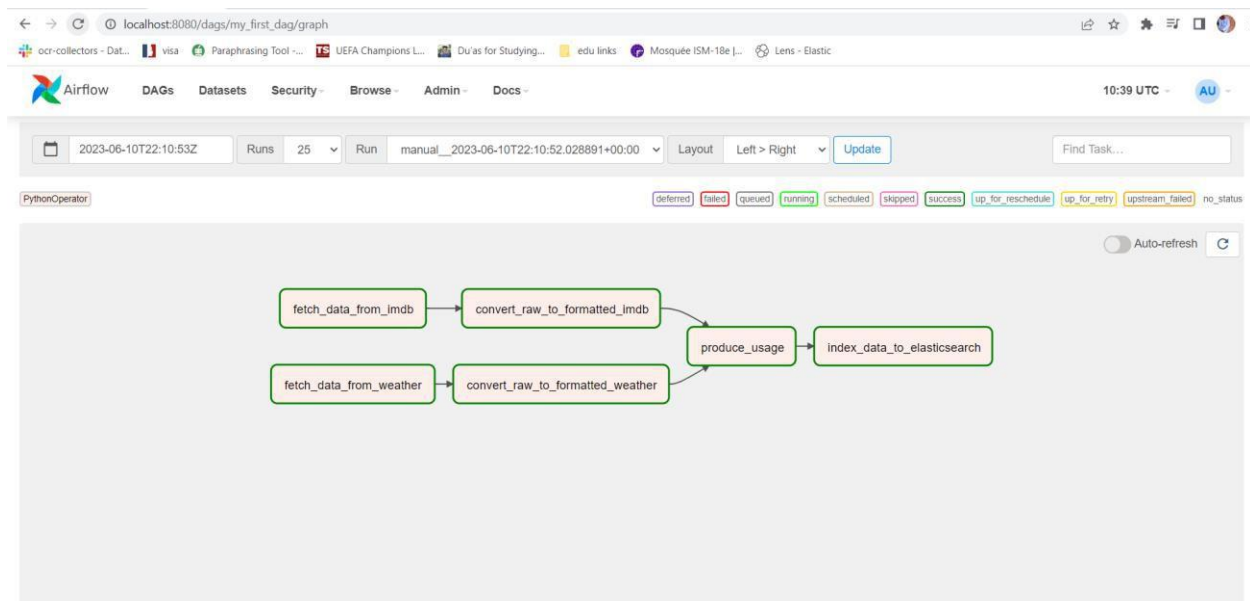 localhost:8080/dags/my_first_dag/graph
ocr-collectors - Dat... visa Paraphrasing Tool -... TS UEFA Champions L... Du'as for Studying... edu links Mosquée ISM-18e |... Lens - Elastic
Airflow DAGs Datasets Security Browse Admin Docs 10:39 UTC AU
2023-06-10T22:10:53Z Runs 25 Run manual__2023-06-10T22:10:52.028891+00:00 Layout Left > Right Update Find Task...
PythonOperator deferred failed queued running scheduled skipped success up_for_reschedule up_for_retry upstream_failed no_status
Auto-refresh
fetch_data_from_imdb convert_raw_to_formatted_imdb
produce_usage index_data_to_elasticsearch
fetch_data_from_weather convert_raw_to_formatted_weather